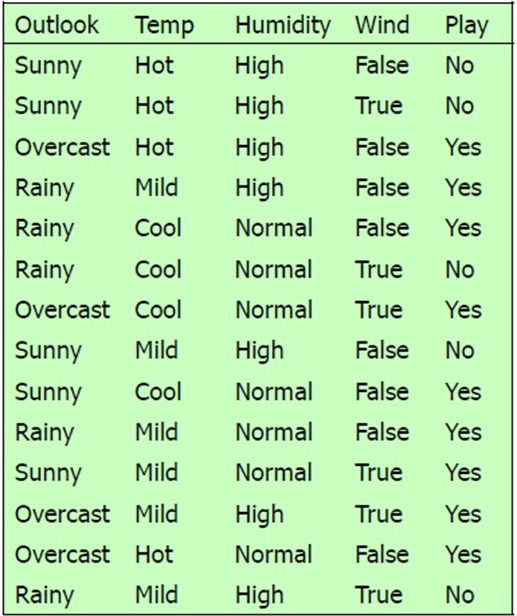 Outlook Temp Humidity Wind Play
Sunny Hot High False No
Sunny Hot High True No
Overcast Hot High False Yes
Rainy Mild High False Yes
Rainy Cool Normal False Yes
Rainy Cool Normal True No
Overcast Cool Normal True Yes
Sunny Mild High False No
Sunny Cool Normal False Yes
Rainy Mild Normal False Yes
Sunny Mild Normal True Yes
Overcast Mild High True Yes
Overcast Hot Normal False Yes
Rainy Mild High True No